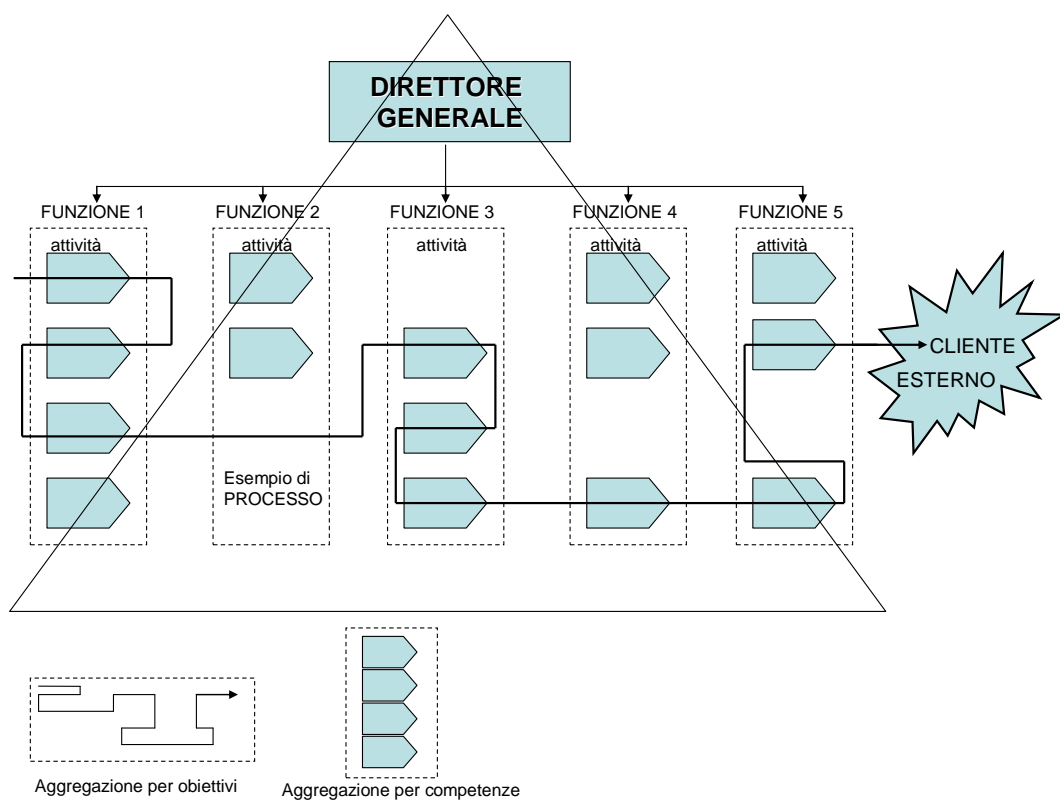 DIRETTORE
GENERALE
FUNZIONE 1
FUNZIONE 2
FUNZIONE 3
FUNZIONE 4
FUNZIONE 5
attività
attività
attività
attività
attività
CLIENTE
ESTERNO
Esempio di
PROCESSO
Aggregazione per obiettivi
Aggregazione per competenze